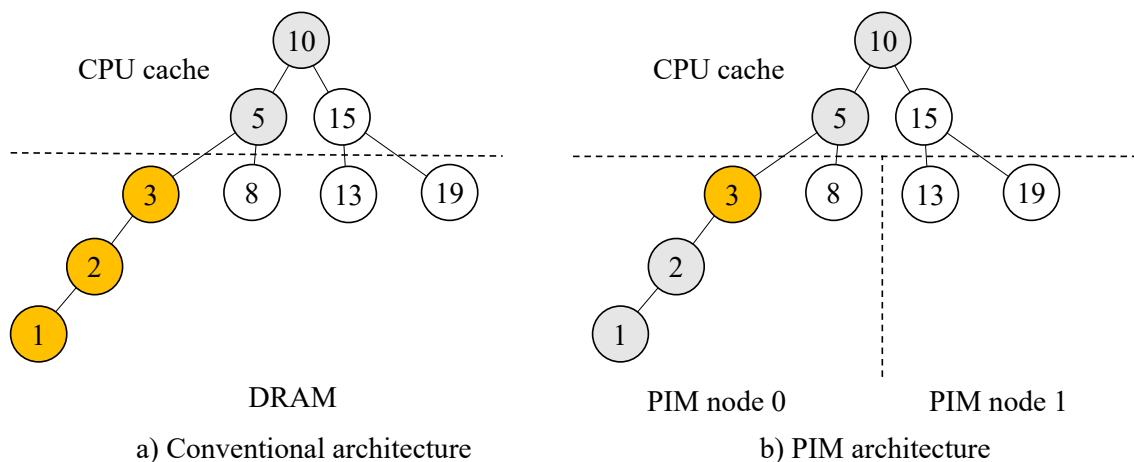 10
CPU cache
5
15
3
8
13
19
2
1
DRAM
a) Conventional architecture
10
CPU cache
5
15
3
8
13
19
2
1
PIM node 0
PIM node 1
b) PIM architecture